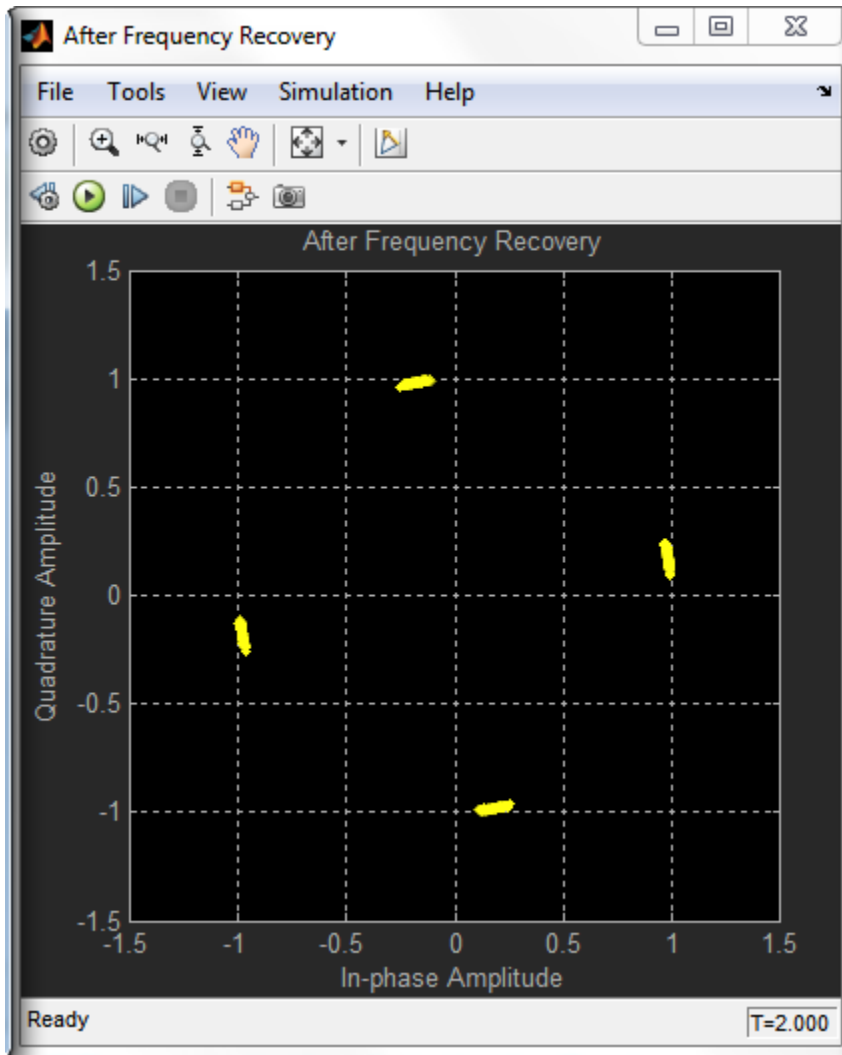 After Frequency Recovery
File Tools View Simulation Help
After Frequency Recovery
1.5
1
0.5
0
-0.5
-1
-1.5
Quadrature Amplitude
-1.5 -1 -0.5 0 0.5 1 1.5
In-phase Amplitude
Ready T=2.000